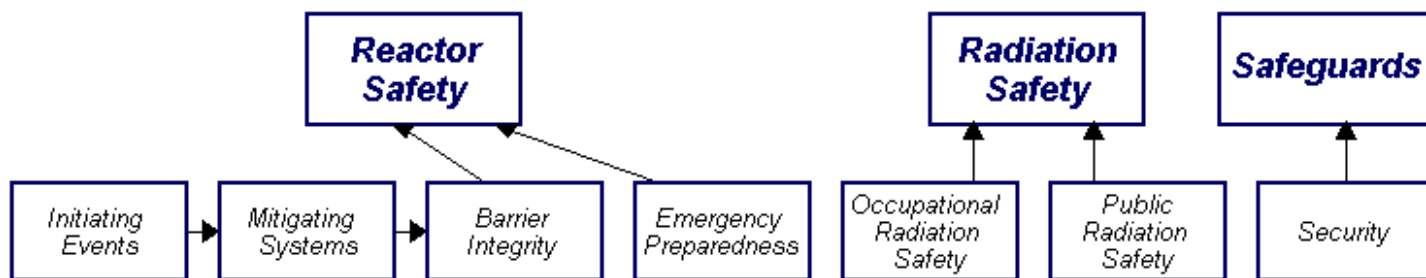 Reactor
Safety
Radiation
Safety
Safeguards
Initiating
Events
Mitigating
Systems
Barrier
Integrity
Emergency
Preparedness
Occupational
Radiation
Safety
Public
Radiation
Safety
Security